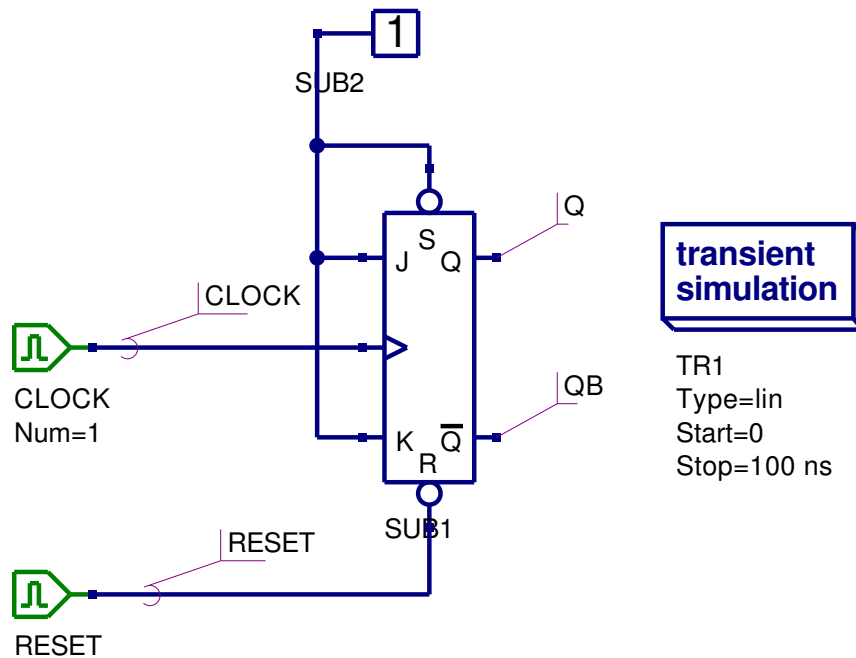 1
SUB2
S
J
Q
Q
CLOCK
CLOCK
Num=1
K
Q̅
R
QB
SUB1
transient
simulation
TR1
Type=lin
Start=0
Stop=100 ns
RESET
RESET